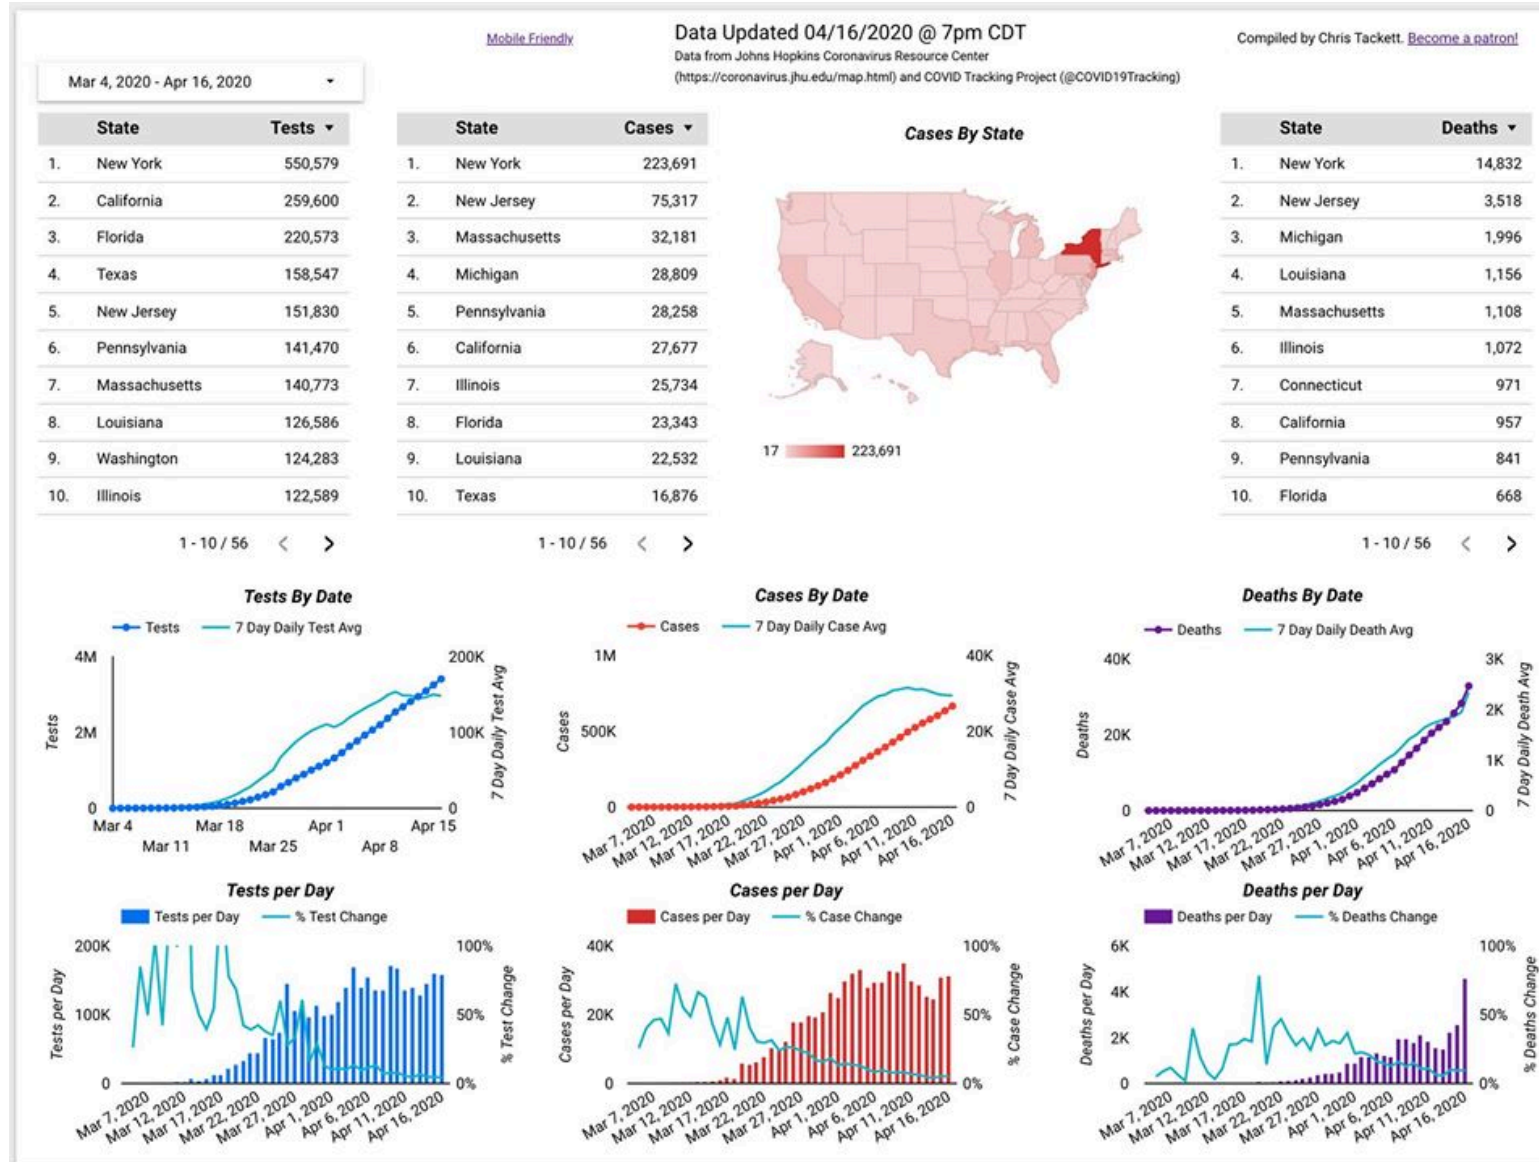 Mobile Friendly
Data Updated 04/16/2020 @ 7pm CDT
Compiled by Chris Tackett. Become a patron!
Data from Johns Hopkins Coronavirus Resource Center
(https://coronavirus.jhu.edu/map.html) and COVID Tracking Project (@COVID19Tracking)
Mar 4, 2020 - Apr 16, 2020
State Tests
1. New York 550,579
2. California 259,600
3. Florida 220,573
4. Texas 158,547
5. New Jersey 151,830
6. Pennsylvania 141,470
7. Massachusetts 140,773
8. Louisiana 126,586
9. Washington 124,283
10. Illinois 122,589
1 - 10 / 56
State Cases
1. New York 223,691
2. New Jersey 75,317
3. Massachusetts 32,181
4. Michigan 28,809
5. Pennsylvania 28,258
6. California 27,677
7. Illinois 25,734
8. Florida 23,343
9. Louisiana 22,532
10. Texas 16,876
1 - 10 / 56
Cases By State
17 223,691
State Deaths
1. New York 14,832
2. New Jersey 3,518
3. Michigan 1,996
4. Louisiana 1,156
5. Massachusetts 1,108
6. Illinois 1,072
7. Connecticut 971
8. California 957
9. Pennsylvania 841
10. Florida 668
1 - 10 / 56
Tests By Date
Tests 7 Day Daily Test Avg
4M
2M
0
Tests
200K
100K
0
7 Day Daily Test Avg
Mar 4 Mar 18 Apr 1 Apr 15
Mar 11 Mar 25 Apr 8
Cases By Date
Cases 7 Day Daily Case Avg
1M
500K
0
Cases
40K
20K
0
7 Day Daily Case Avg
Mar 7, 2020 Mar 12, 2020 Mar 17, 2020 Mar 22, 2020 Mar 27, 2020 Apr 1, 2020 Apr 6, 2020 Apr 11, 2020 Apr 16, 2020
Deaths By Date
Deaths 7 Day Daily Death Avg
40K
20K
0
Deaths
3K
2K
1K
0
7 Day Daily Death Avg
Mar 7, 2020 Mar 12, 2020 Mar 17, 2020 Mar 22, 2020 Mar 27, 2020 Apr 1, 2020 Apr 6, 2020 Apr 11, 2020 Apr 16, 2020
Tests per Day
Tests per Day % Test Change
200K
100K
0
Tests per Day
100%
50%
0%
% Test Change
Mar 7, 2020 Mar 12, 2020 Mar 17, 2020 Mar 22, 2020 Mar 27, 2020 Apr 1, 2020 Apr 6, 2020 Apr 11, 2020 Apr 16, 2020
Cases per Day
Cases per Day % Case Change
40K
20K
0
Cases per Day
100%
50%
0%
% Case Change
Mar 7, 2020 Mar 12, 2020 Mar 17, 2020 Mar 22, 2020 Mar 27, 2020 Apr 1, 2020 Apr 6, 2020 Apr 11, 2020 Apr 16, 2020
Deaths per Day
Deaths per Day % Deaths Change
6K
4K
2K
0
Deaths per Day
100%
50%
0%
% Deaths Change
Mar 7, 2020 Mar 12, 2020 Mar 17, 2020 Mar 22, 2020 Mar 27, 2020 Apr 1, 2020 Apr 6, 2020 Apr 11, 2020 Apr 16, 2020